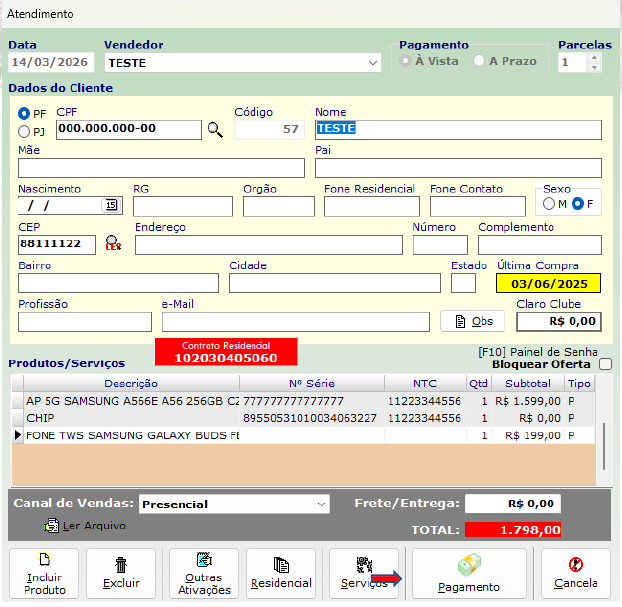 Atendimento
Data Vendedor Pagamento Parcelas
14/03/2026 TESTE À Vista A Prazo 1
Dados do Cliente
PF CPF Código Nome
PJ 000.000.000-00 57 TESTE
Mãe Pai
Nascimento RG Orgão Fone Residencial Fone Contato Sexo
/ / 15 M F
CEP Endereço Número Complemento
88111122 CEP
Bairro Cidade Estado Última Compra
03/06/2025
Profissão e-Mail Claro Clube
Obs R$ 0,00
Contrato Residencial
102030405060
[F10] Painel de Senha
Produtos/Serviços Bloquear Oferta
Descrição Nº Série NTC Qtd Subtotal Tipo
AP 5G SAMSUNG A566E A56 256GB CZ 777777777777777 11223344556 1 R$ 1.599,00 P
CHIP 89550531010034063227 11223344556 1 R$ 0,00 P
FONE TWS SAMSUNG GALAXY BUDS FE 1 R$ 199,00 P
Canal de Vendas: Presencial Frete/Entrega: R$ 0,00
Ler Arquivo TOTAL: 1.798,00
Incluir Produto Excluir Outras Ativações Residencial Serviços Pagamento Cancela